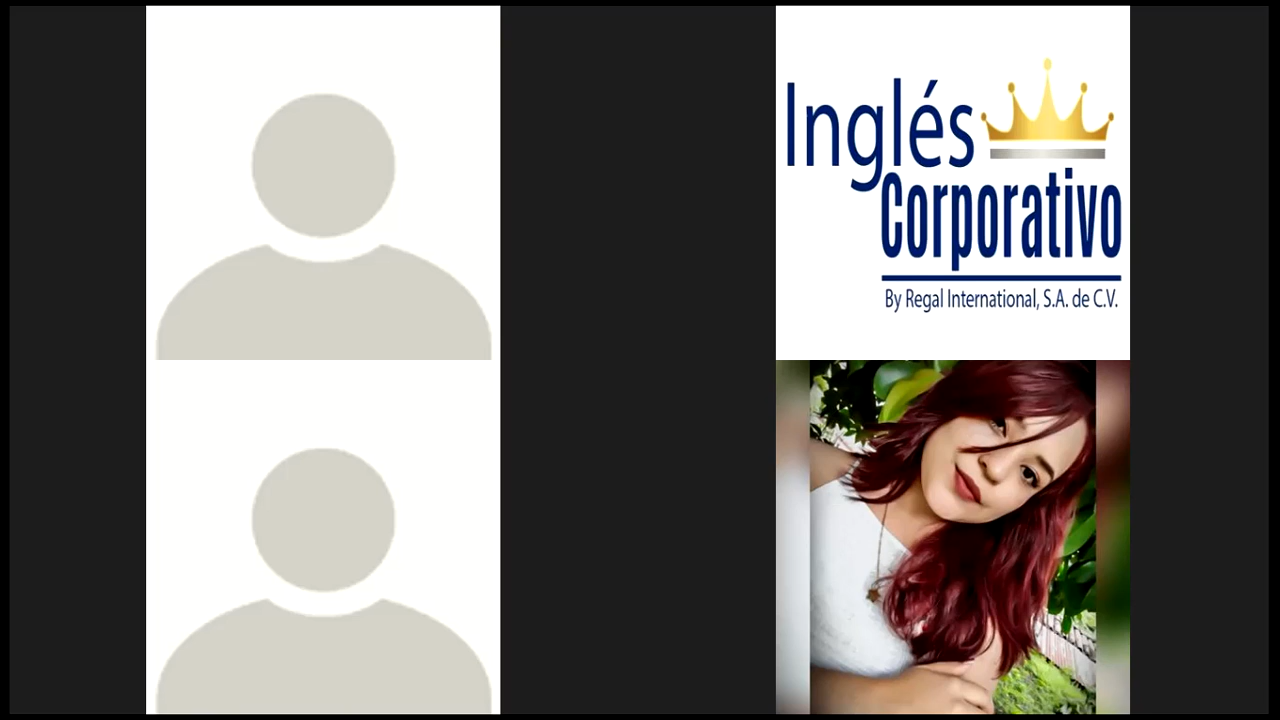 Inglés
Corporativo
By Regal International, S.A. de C.V.